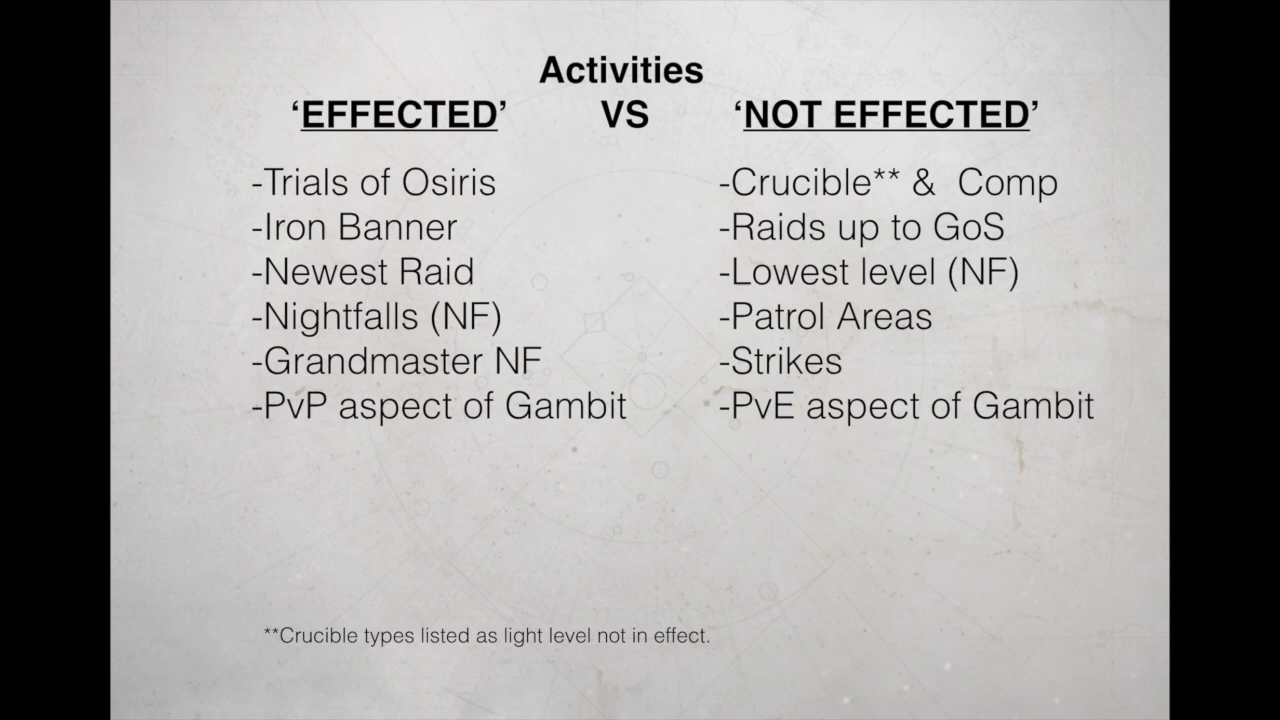 Activities
‘EFFECTED’ VS ‘NOT EFFECTED’
-Trials of Osiris
-Iron Banner
-Newest Raid
-Nightfalls (NF)
-Grandmaster NF
-PvP aspect of Gambit
-Crucible** & Comp
-Raids up to GoS
-Lowest level (NF)
-Patrol Areas
-Strikes
-PvE aspect of Gambit
**Crucible types listed as light level not in effect.